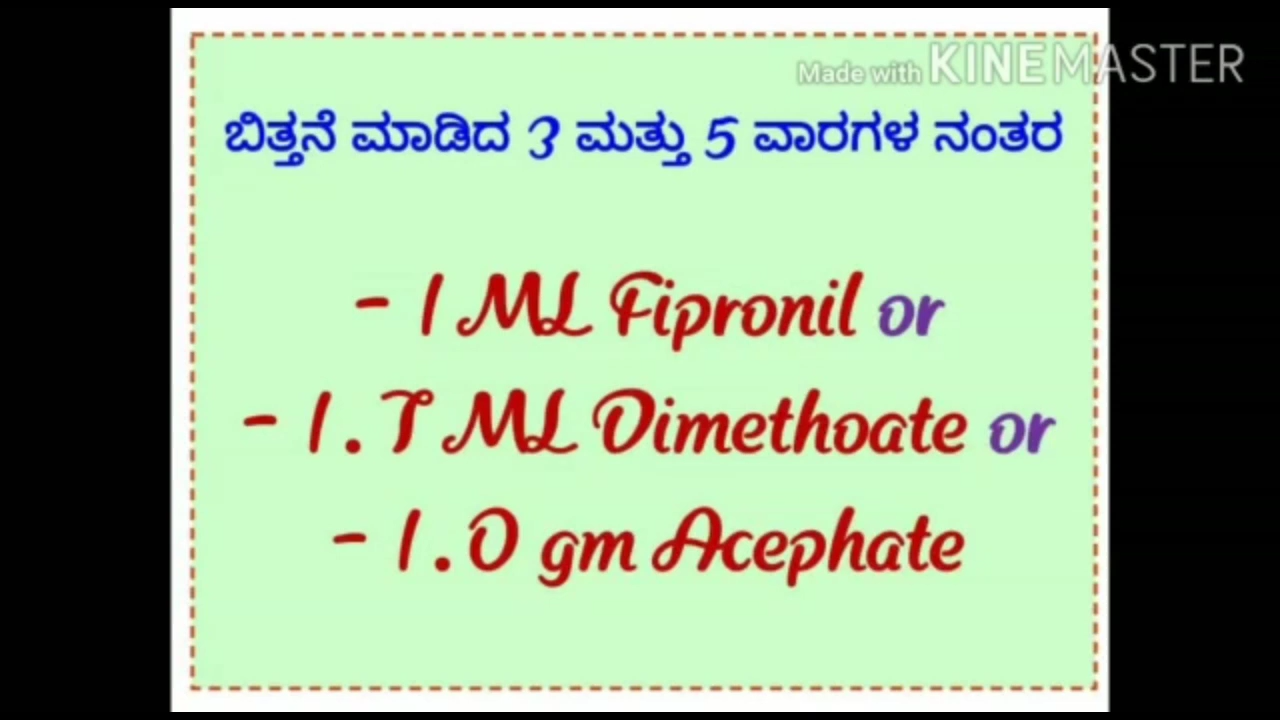 Made with KINEMASTER
ಬಿತ್ತನೆ ಮಾಡಿದ 3 ಮತ್ತು 5 ವಾರಗಳ ನಂತರ
- 1 ML Fipronil or
- 1.7 ML Dimethoate or
- 1.0 gm Acephate